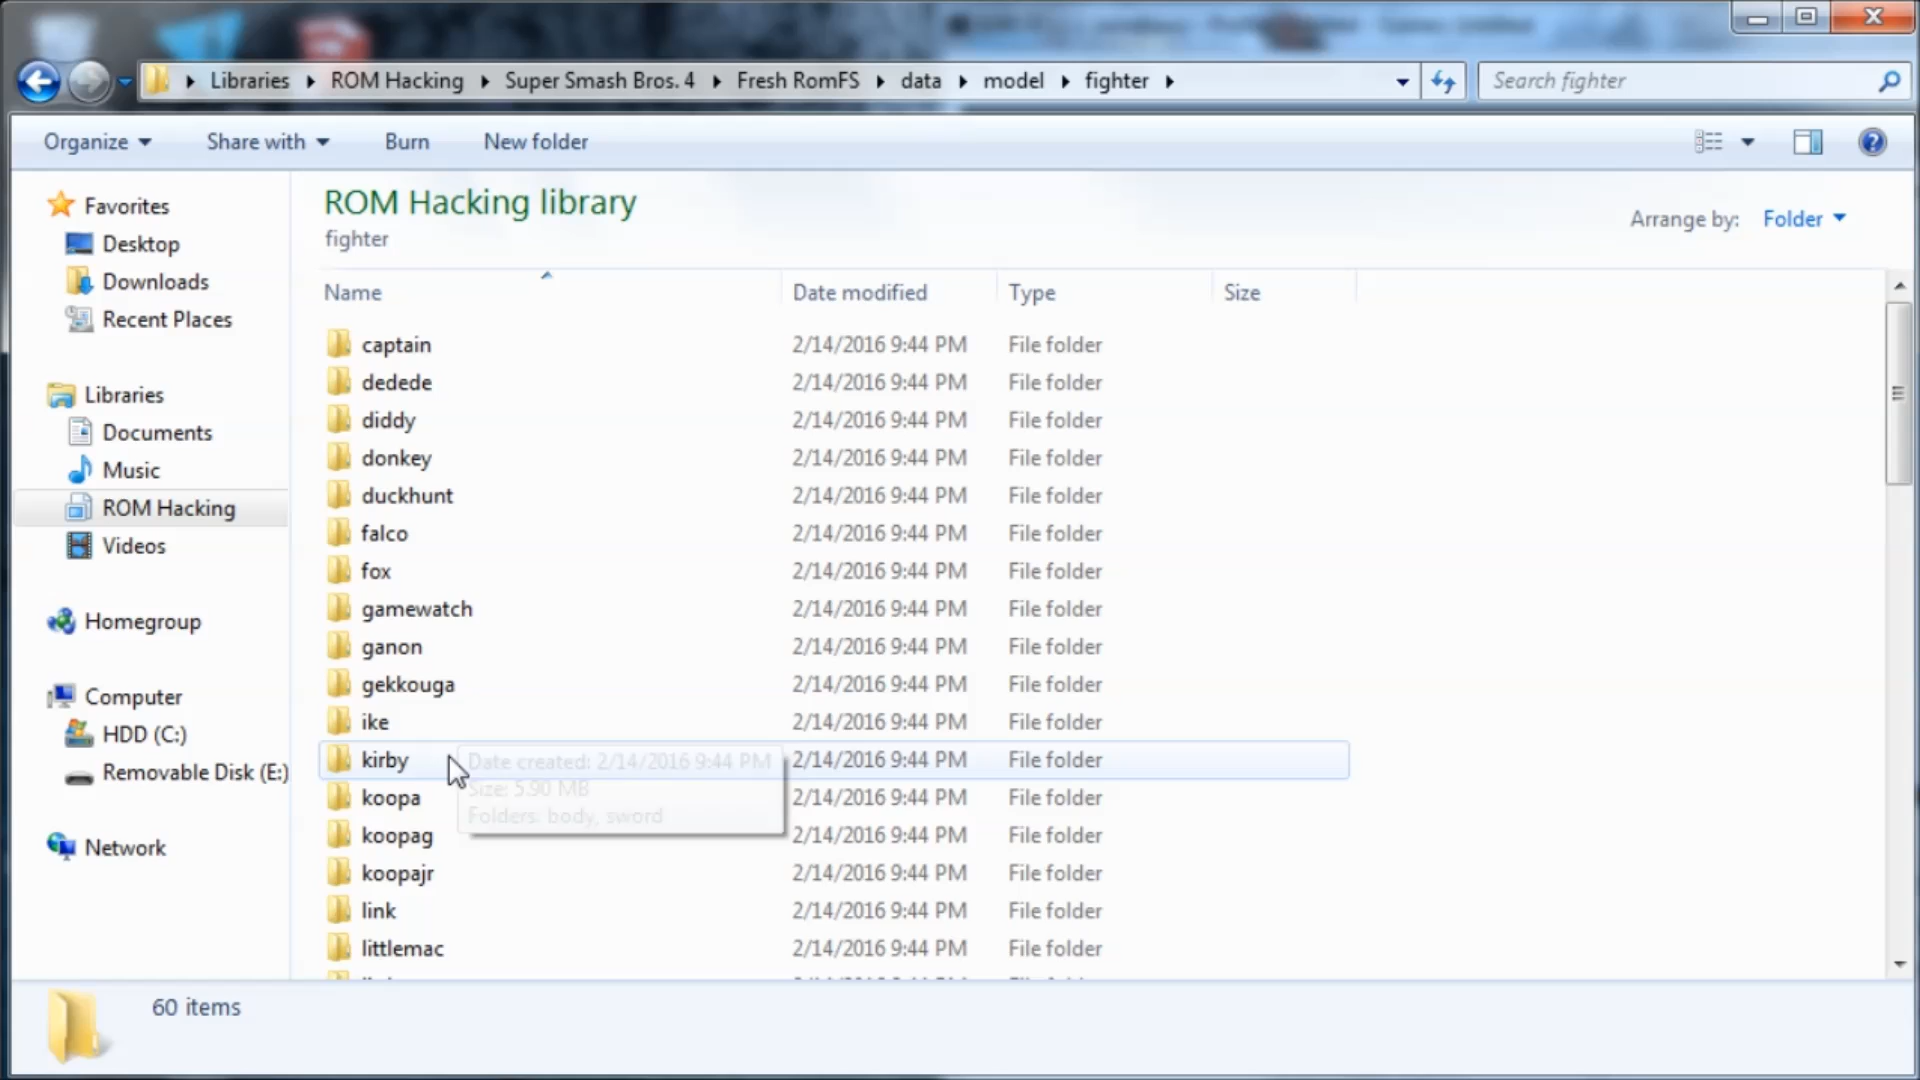 Libraries ROM Hacking Super Smash Bros. 4 Fresh RomFS data model fighter
Search fighter
Organize Share with Burn New folder
Favorites
Desktop
Downloads
Recent Places
Libraries
Documents
Music
ROM Hacking
Videos
Homegroup
Computer
HDD (C:)
Removable Disk (E:)
Network
ROM Hacking library
fighter
Arrange by: Folder
Name Date modified Type Size
captain 2/14/2016 9:44 PM File folder
dedede 2/14/2016 9:44 PM File folder
diddy 2/14/2016 9:44 PM File folder
donkey 2/14/2016 9:44 PM File folder
duckhunt 2/14/2016 9:44 PM File folder
falco 2/14/2016 9:44 PM File folder
fox 2/14/2016 9:44 PM File folder
gamewatch 2/14/2016 9:44 PM File folder
ganon 2/14/2016 9:44 PM File folder
gekkouga 2/14/2016 9:44 PM File folder
ike 2/14/2016 9:44 PM File folder
kirby 2/14/2016 9:44 PM File folder
Date created: 2/14/2016 9:44 PM
Size: 5.90 MB
Folders: body, sword
koopa 2/14/2016 9:44 PM File folder
koopag 2/14/2016 9:44 PM File folder
koopajr 2/14/2016 9:44 PM File folder
link 2/14/2016 9:44 PM File folder
littlemac 2/14/2016 9:44 PM File folder
60 items